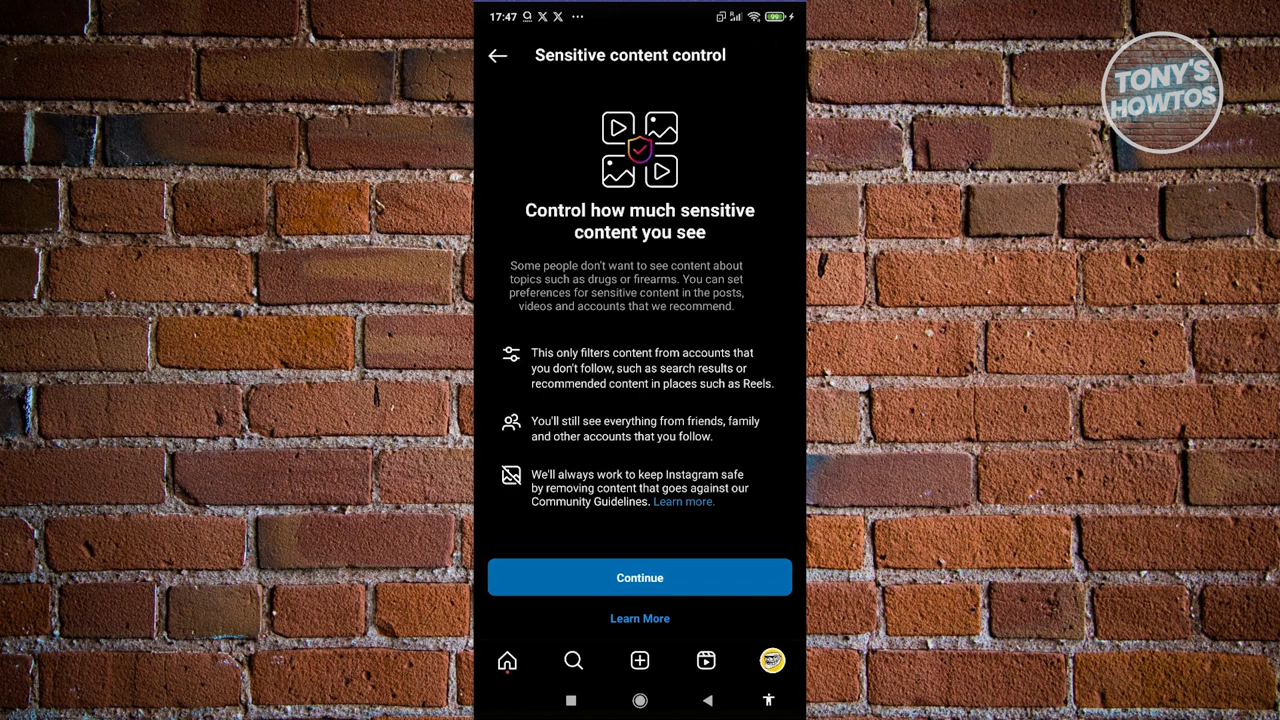 17:47
99
Sensitive content control
TONY'S
HOWTOS
Control how much sensitive
content you see
Some people don't want to see content about
topics such as drugs or firearms. You can set
preferences for sensitive content in the posts,
videos and accounts that we recommend.
This only filters content from accounts that
you don't follow, such as search results or
recommended content in places such as Reels.
You'll still see everything from friends, family
and other accounts that you follow.
We'll always work to keep Instagram safe
by removing content that goes against our
Community Guidelines. Learn more.
Continue
Learn More